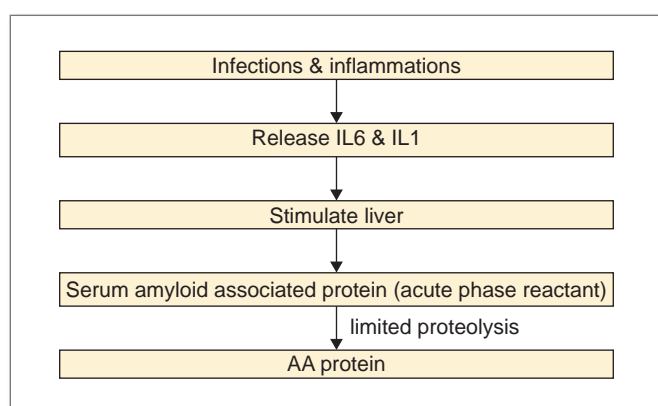 Infections & inflammations
Release IL6 & IL1
Stimulate liver
Serum amyloid associated protein (acute phase reactant)
limited proteolysis
AA protein